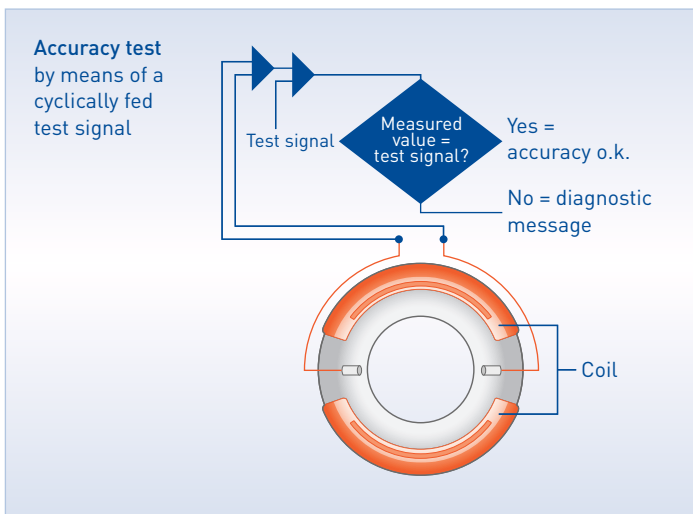 Accuracy test
by means of a
cyclically fed
test signal
Test signal
Measured
value =
test signal?
Yes =
accuracy o.k.
No = diagnostic
message
Coil